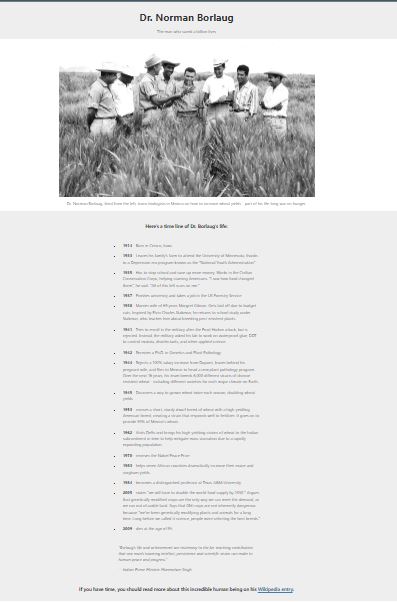 Dr. Norman Borlaug
The man who saved a billion lives
Dr. Norman Borlaug, third from the left, trains biologists in Mexico on how to increase wheat yields - part of his life-long war on hunger.
Here's a time line of Dr. Borlaug's life:
1914 - Born in Cresco, Iowa
1933 - Leaves his family's farm to attend the University of Minnesota, thanks
to a Depression era program known as the "National Youth Administration"
1935 - Has to stop school and save up more money. Works in the Civilian
Conservation Corps, helping starving Americans. "I saw how food changed
them", he said. "All of this left scars on me."
1937 - Finishes university and takes a job in the US Forestry Service
1938 - Marries wife of 69 years Margret Gibson. Gets laid off due to budget
cuts. Inspired by Elvin Charles Stakman, he returns to school study under
Stakman, who teaches him about breeding pest-resistent plants.
1941 - Tries to enroll in the military after the Pearl Harbor attack, but is
rejected. Instead, the military asked his lab to work on waterproof glue, DDT
to control malaria, disinfectants, and other applied science.
1942 - Receives a Ph.D. in Genetics and Plant Pathology
1944 - Rejects a 100% salary increase from Dupont, leaves behind his
pregnant wife, and flies to Mexico to head a new plant pathology program.
Over the next 16 years, his team breeds 6,000 different strains of disease
resistent wheat - including different varieties for each major climate on Earth.
1945 - Discovers a way to grown wheat twice each season, doubling wheat
yields
1953 - crosses a short, sturdy dwarf breed of wheat with a high-yeidling
American breed, creating a strain that responds well to fertilizer. It goes on to
provide 95% of Mexico's wheat.
1962 - Visits Delhi and brings his high-yielding strains of wheat to the Indian
subcontinent in time to help mitigate mass starvation due to a rapidly
expanding population
1970 - receives the Nobel Peace Prize
1983 - helps seven African countries dramatically increase their maize and
sorghum yields
1984 - becomes a distinguished professor at Texas A&M University
2005 - states "we will have to double the world food supply by 2050." Argues
that genetically modified crops are the only way we can meet the demand, as
we run out of arable land. Says that GM crops are not inherently dangerous
because "we've been genetically modifying plants and animals for a long
time. Long before we called it science, people were selecting the best breeds."
2009 - dies at the age of 95.
"Borlaug's life and achievement are testimony to the far-reaching contribution
that one man's towering intellect, persistence and scientific vision can make to
human peace and progress."
- Indian Prime Minister Manmohan Singh
If you have time, you should read more about this incredible human being on his Wikipedia entry.